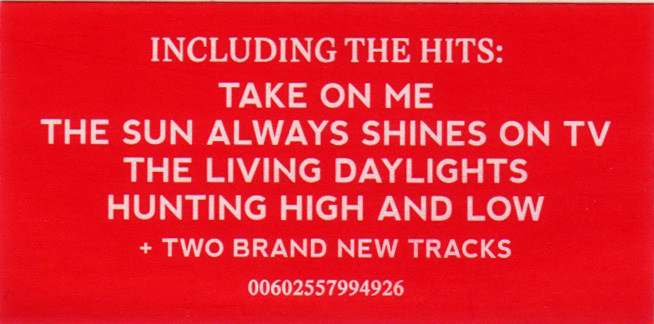 INCLUDING THE HITS:
TAKE ON ME
THE SUN ALWAYS SHINES ON TV
THE LIVING DAYLIGHTS
HUNTING HIGH AND LOW
+ TWO BRAND NEW TRACKS
00602557994926